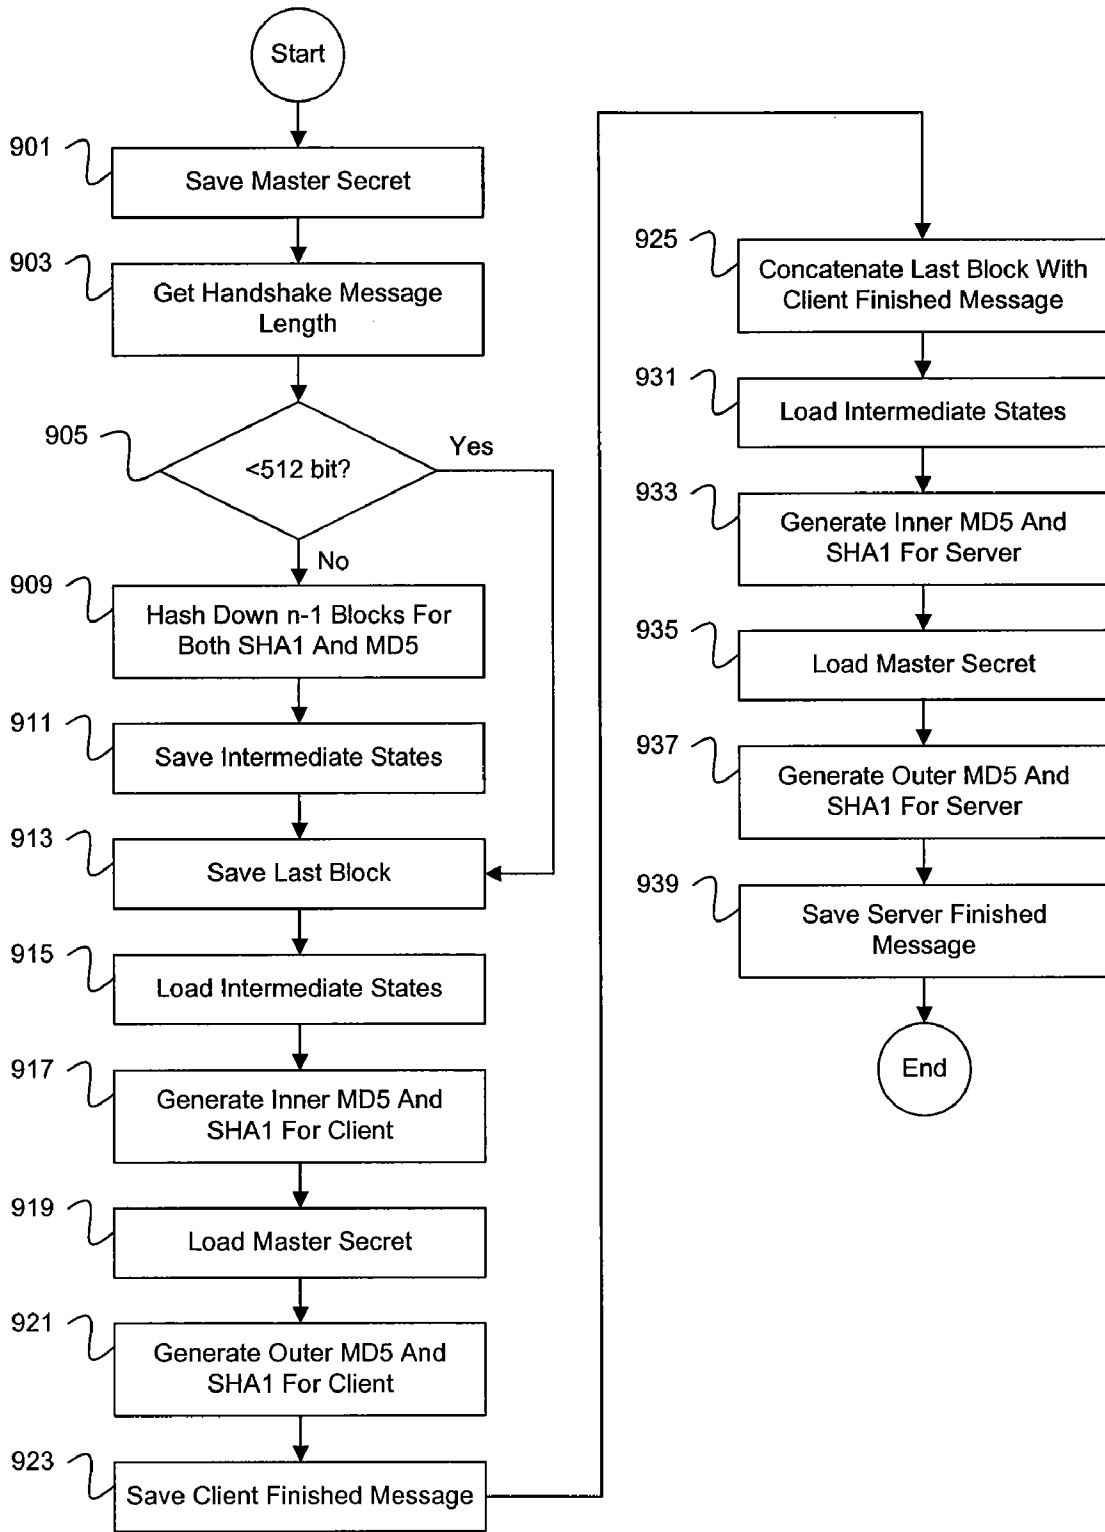 Start
901
Save Master Secret
903
Get Handshake Message
Length
905
<512 bit?
Yes
No
909
Hash Down n-1 Blocks For
Both SHA1 And MD5
911
Save Intermediate States
913
Save Last Block
915
Load Intermediate States
917
Generate Inner MD5 And
SHA1 For Client
919
Load Master Secret
921
Generate Outer MD5 And
SHA1 For Client
923
Save Client Finished Message
925
Concatenate Last Block With
Client Finished Message
931
Load Intermediate States
933
Generate Inner MD5 And
SHA1 For Server
935
Load Master Secret
937
Generate Outer MD5 And
SHA1 For Server
939
Save Server Finished
Message
End